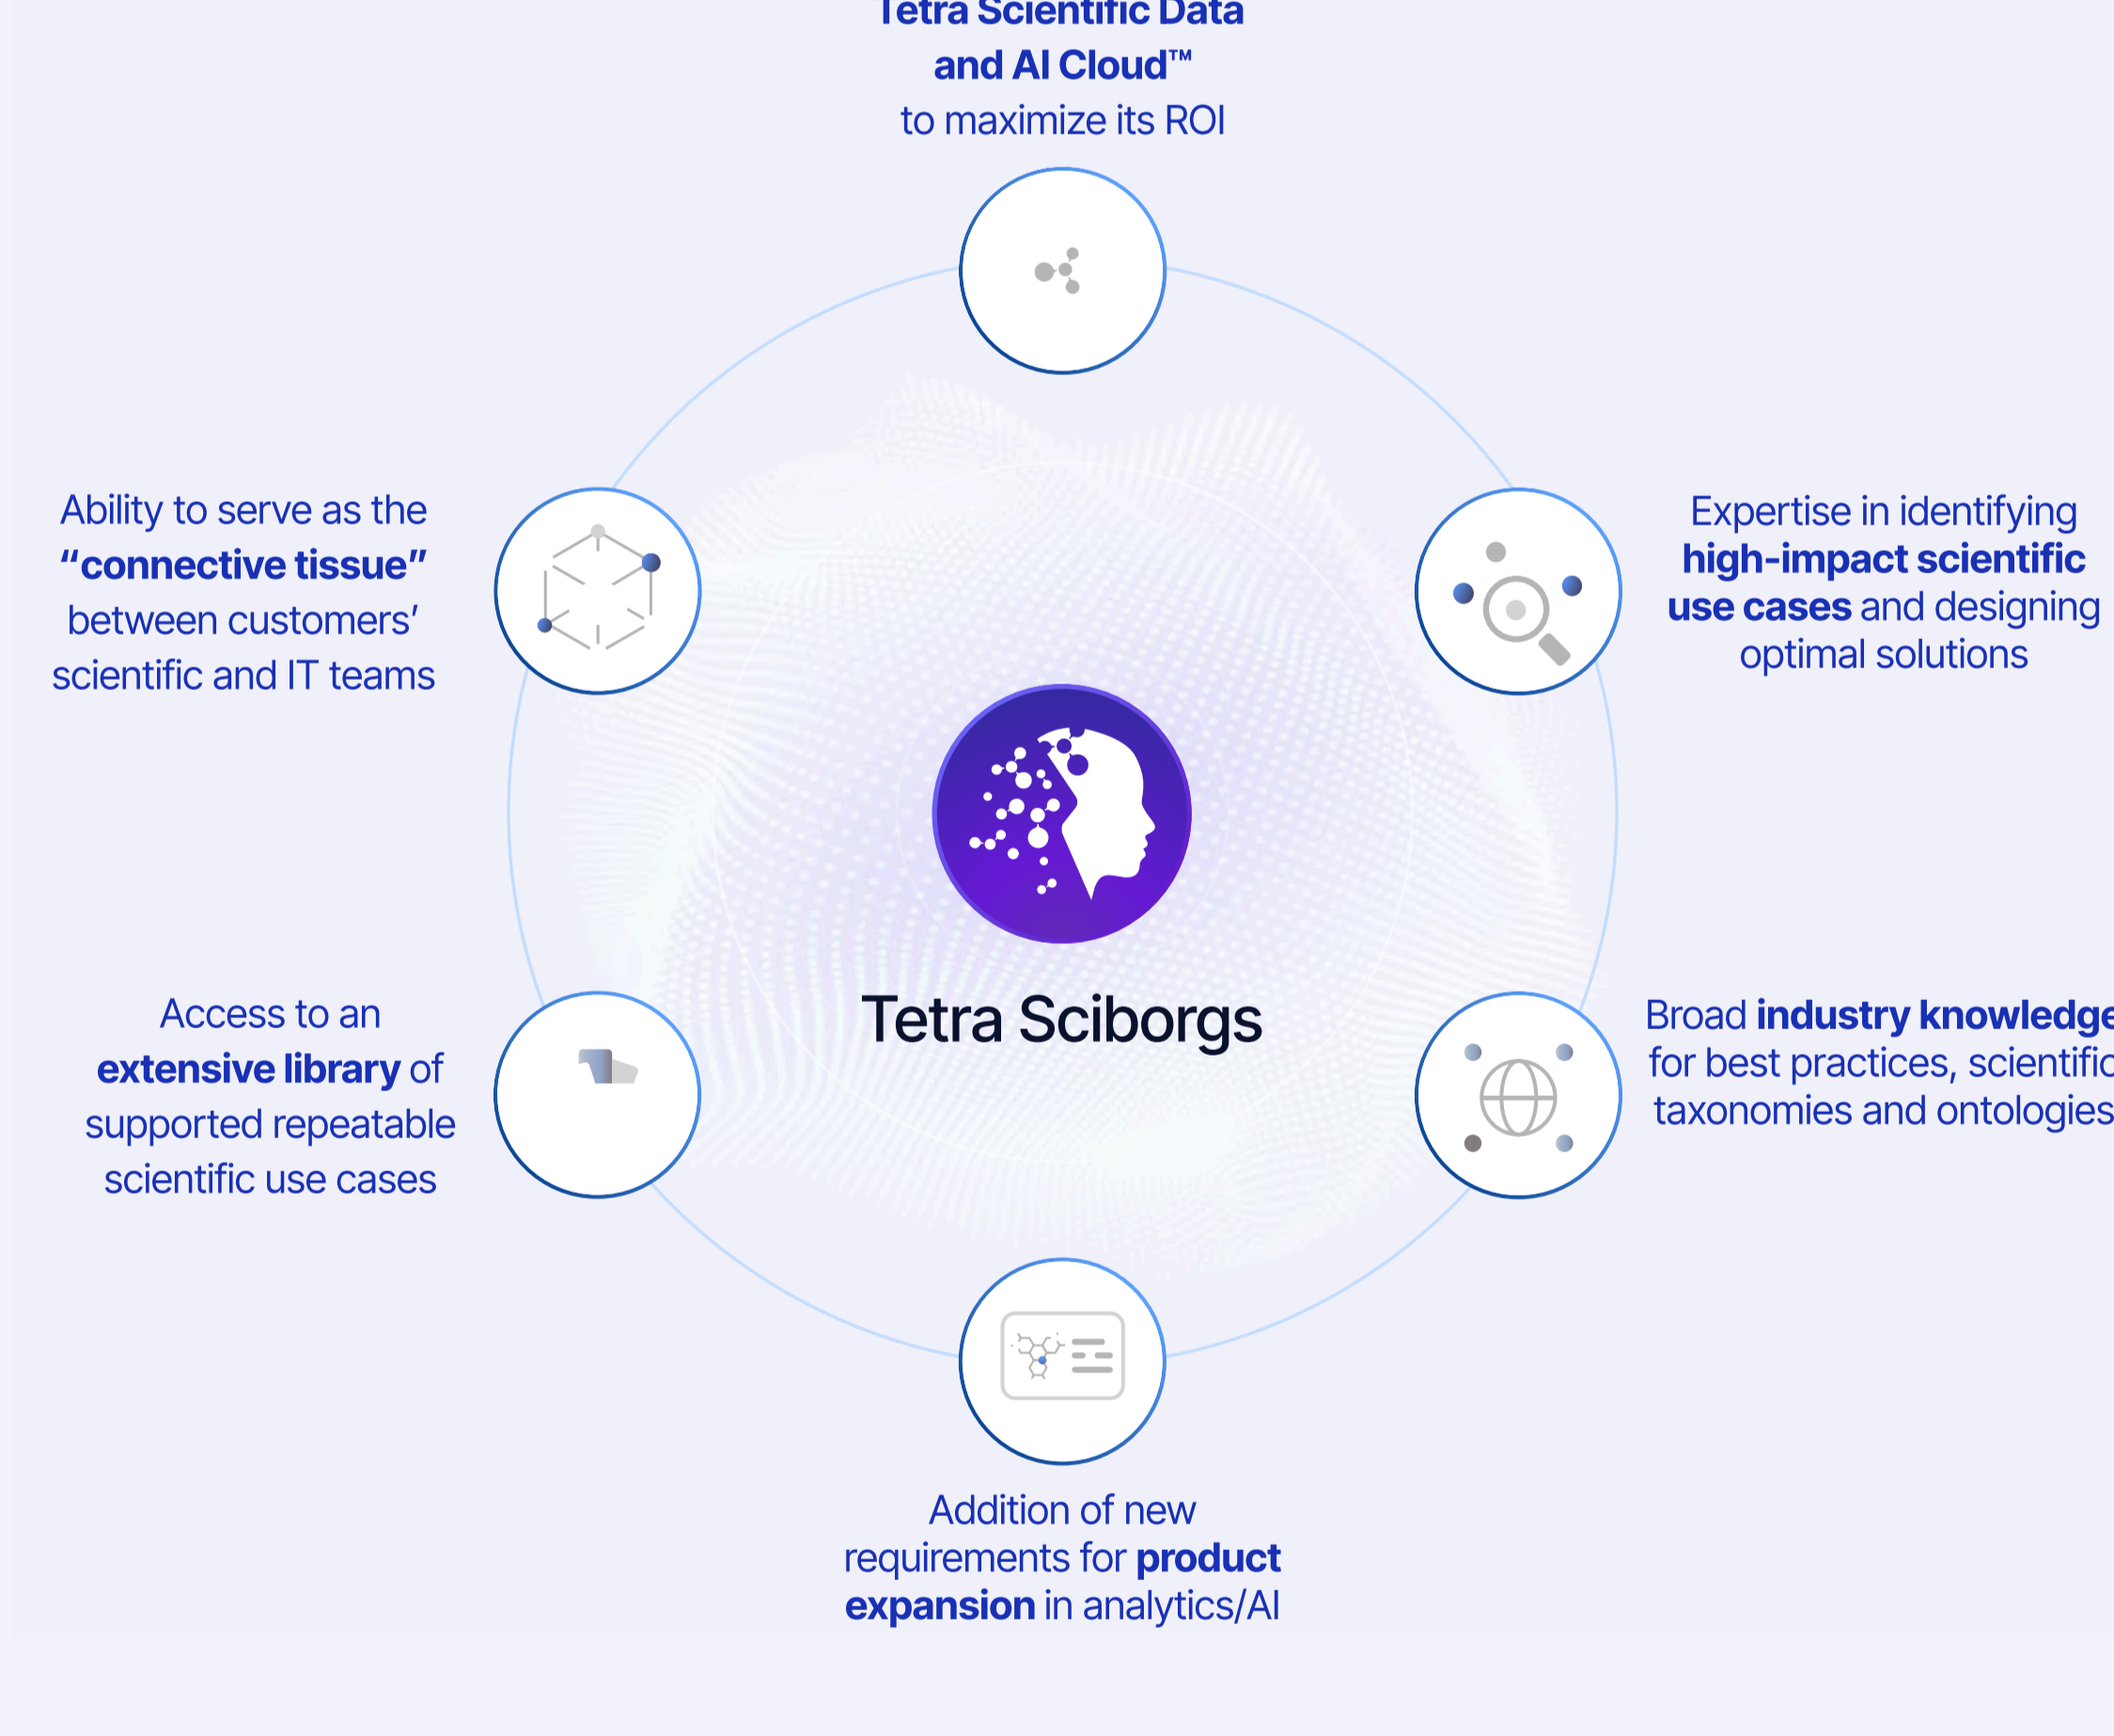 Tetra Scientific Data
and AI Cloud™
to maximize its ROI
Ability to serve as the
“connective tissue”
between customers’
scientific and IT teams
Expertise in identifying
high-impact scientific
use cases and designing
optimal solutions
Tetra Sciborgs
Access to an
extensive library of
supported repeatable
scientific use cases
Broad industry knowledge
for best practices, scientific
taxonomies and ontologies
Addition of new
requirements for product
expansion in analytics/AI